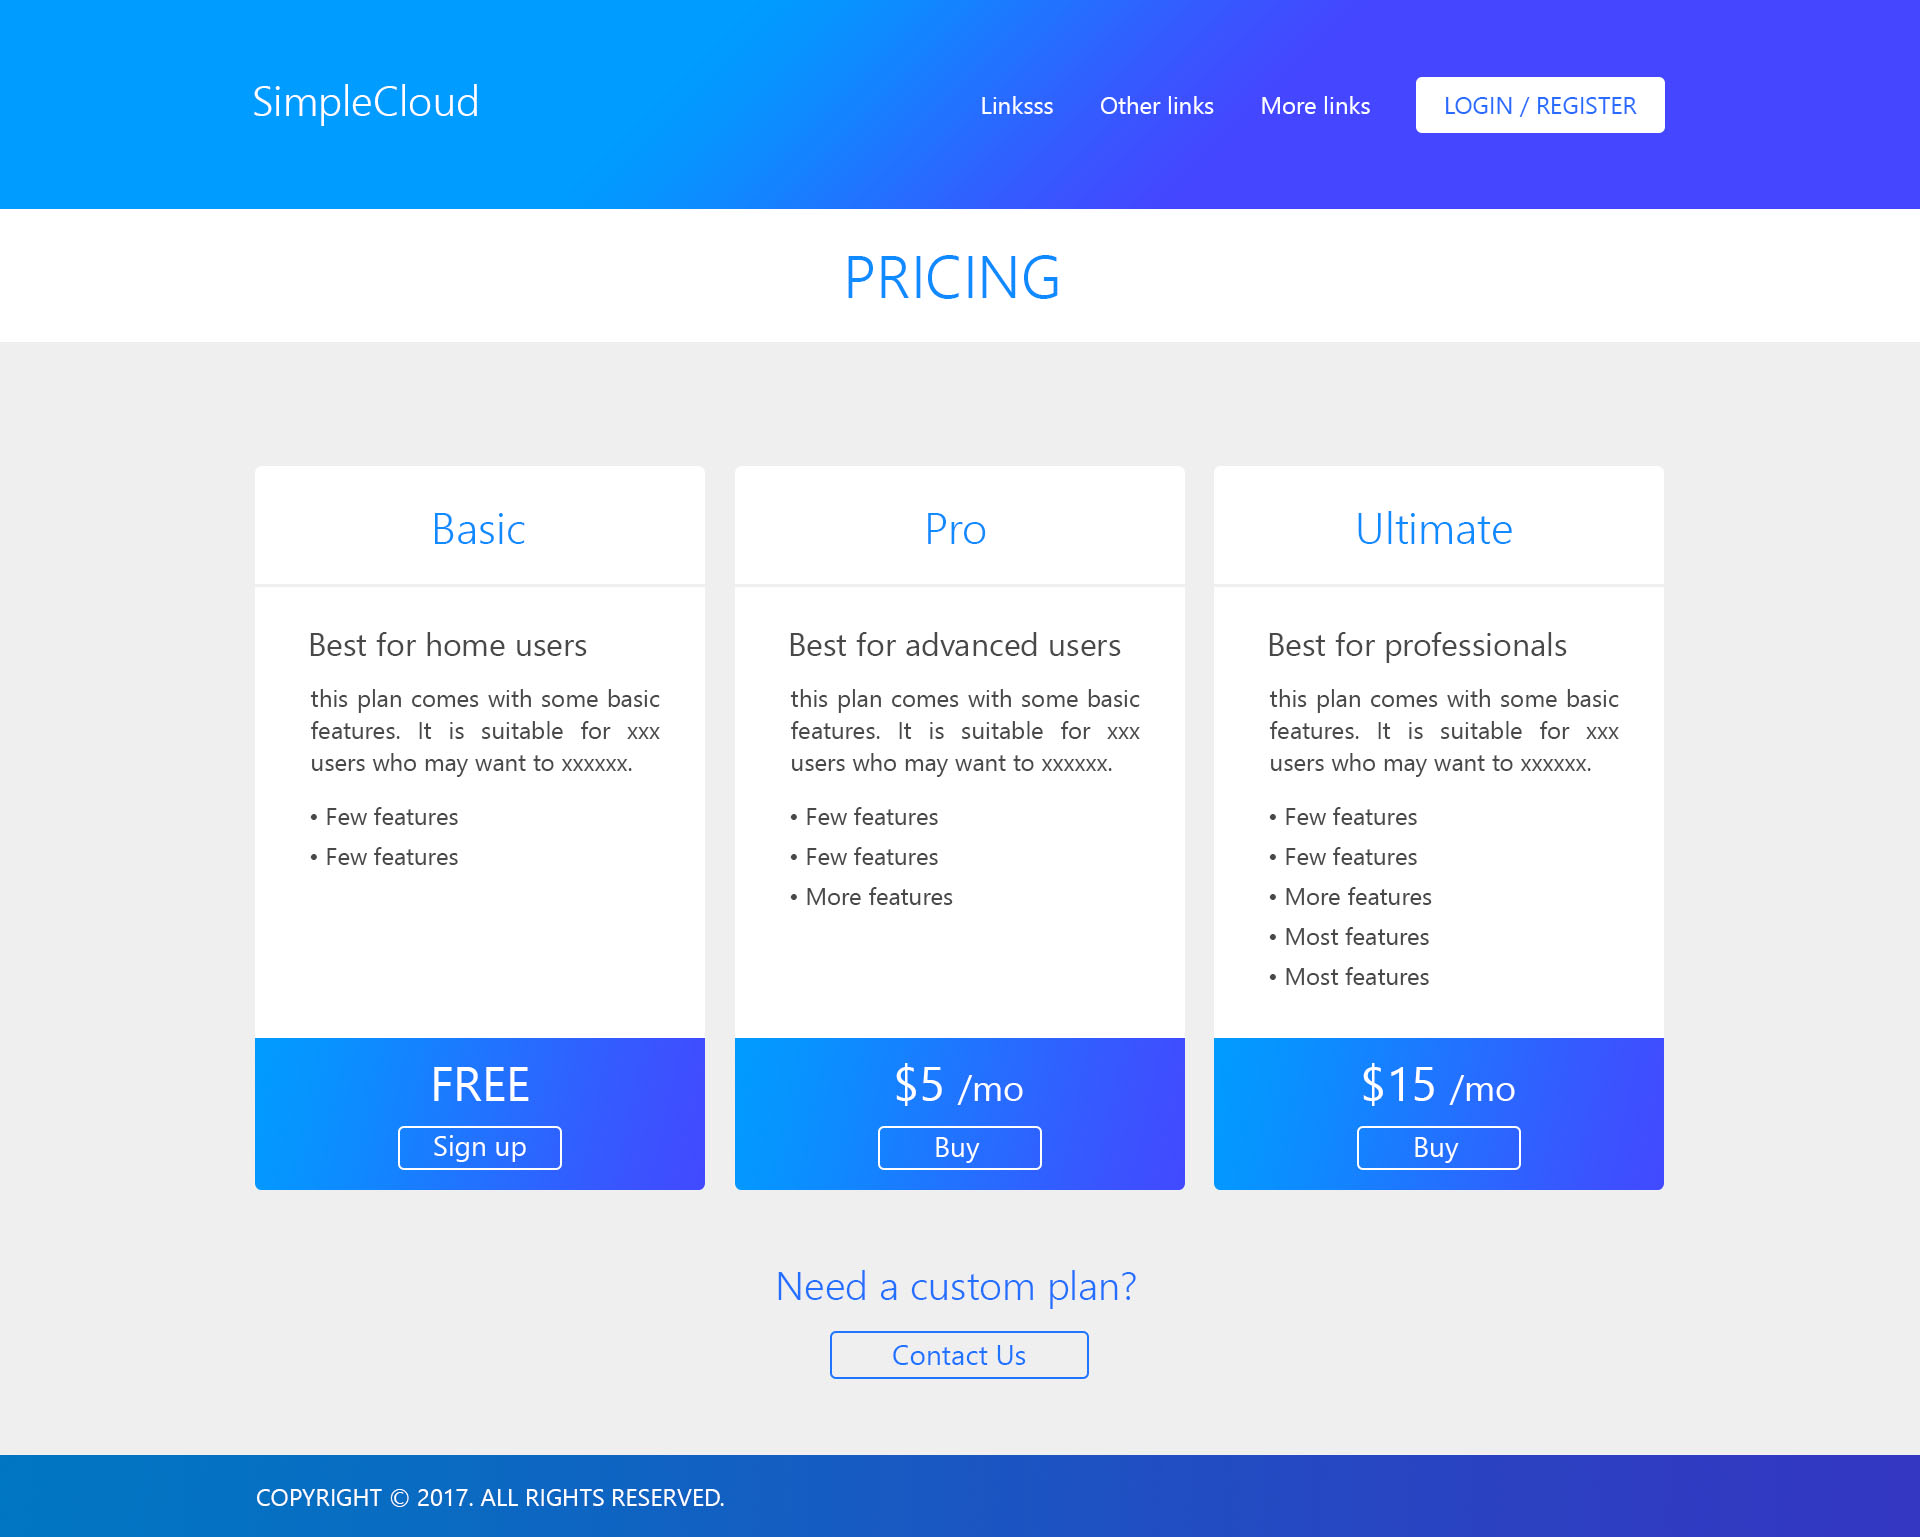 SimpleCloud
Linksss
Other links
More links
LOGIN / REGISTER
PRICING
Basic
Best for home users
this plan comes with some basic
features. It is suitable for xxx
users who may want to xxxxxx.
• Few features
• Few features
FREE
Sign up
Pro
Best for advanced users
this plan comes with some basic
features. It is suitable for xxx
users who may want to xxxxxx.
• Few features
• Few features
• More features
$5 /mo
Buy
Ultimate
Best for professionals
this plan comes with some basic
features. It is suitable for xxx
users who may want to xxxxxx.
• Few features
• Few features
• More features
• Most features
• Most features
$15 /mo
Buy
Need a custom plan?
Contact Us
COPYRIGHT © 2017. ALL RIGHTS RESERVED.